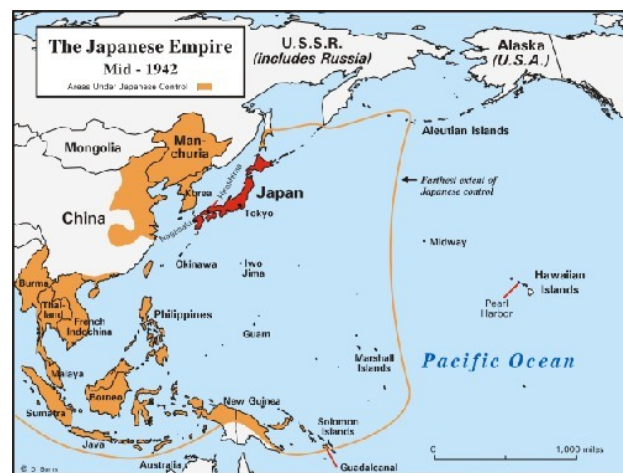 The Japanese Empire
Mid - 1942
Areas Under Japanese Control
U.S.S.R.
(includes Russia)
Alaska
(U.S.A.)
Aleutian Islands
Mongolia
Man-
churia
Korea
Hiroshima
Japan
Tokyo
Nagasaki
China
Farthest extent of
Japanese control
Midway
Okinawa
Iwo
Jima
Hawaiian
Islands
Pearl
Harbor
Burma
Thai-
land
French
Indochina
Philippines
Guam
Marshall
Islands
Pacific Ocean
Malaya
Borneo
Sumatra
New Guinea
Java
Solomon
Islands
Australia
Guadalcanal
0
1,000 miles